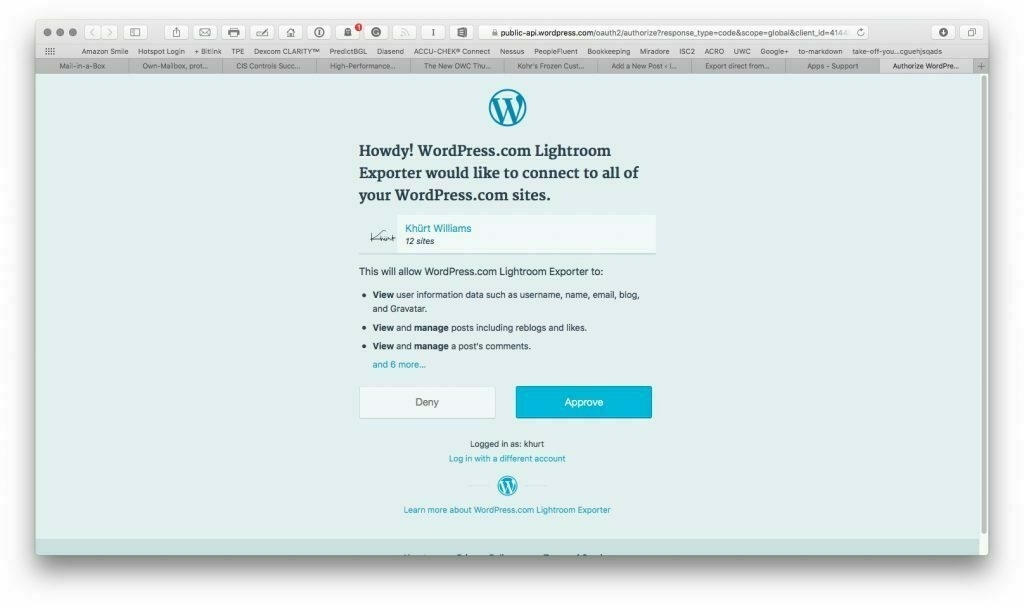 1
public-api.wordpress.com/oauth2/authorize?response_type=code&scope=global&client_id=4144
Amazon Smile Hotspot Login + Bitlink TPE Dexcom CLARITY™ PredictBGL Diasend ACCU-CHEK® Connect Nessus PeopleFluent Bookkeeping Miradore ISC2 ACRO UWC Google+ to-markdown take-off-you...cguehjsqads
Mail-in-a-Box Own-Mailbox, prot... CIS Controls Succ... High-Performance... The New OWC Thu... Kohr's Frozen Cust... Add a New Post ‹ I... Export direct from... Apps - Support Authorize WordPre... +
W
Howdy! WordPress.com Lightroom
Exporter would like to connect to all of
your WordPress.com sites.
Khürt
Khürt Williams
12 sites
This will allow WordPress.com Lightroom Exporter to:
• View user information data such as username, name, email, blog,
and Gravatar.
• View and manage posts including reblogs and likes.
• View and manage a post's comments.
and 6 more...
Deny Approve
Logged in as: khurt
Log in with a different account
W
Learn more about WordPress.com Lightroom Exporter